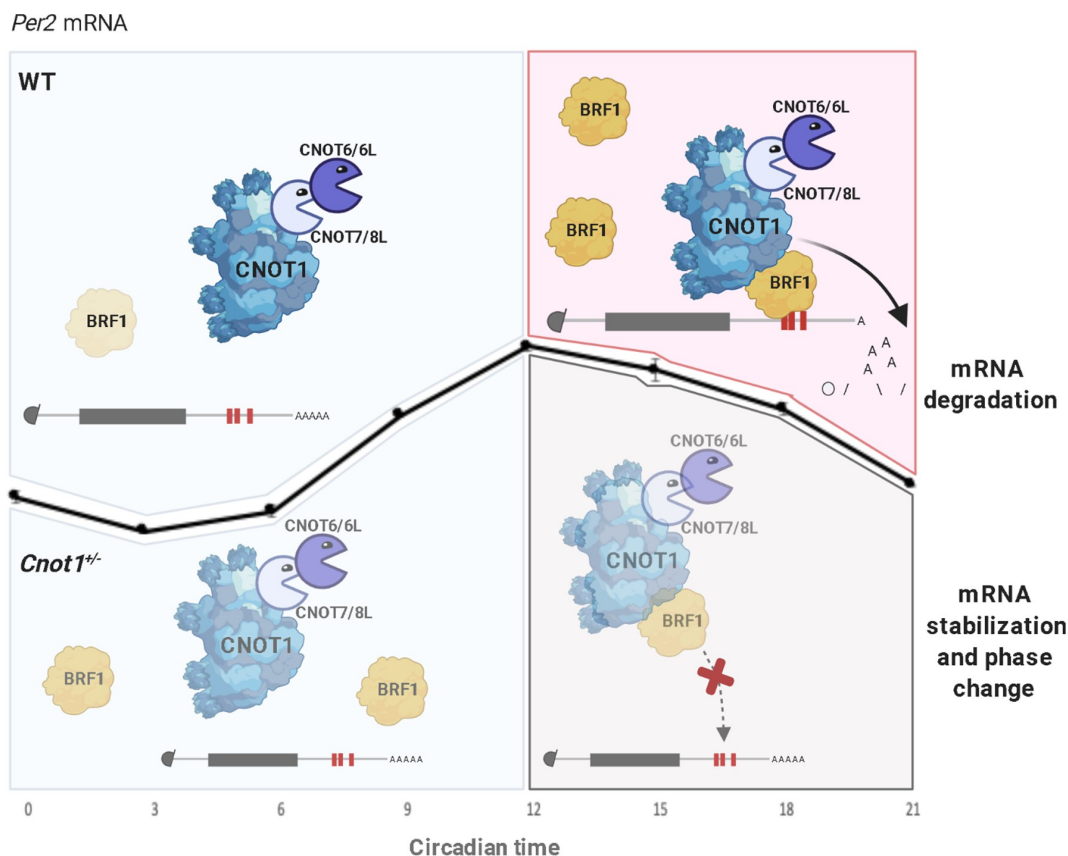 Per2 mRNA
WT
CNOT6/6L
CNOT7/8L
CNOT1
BRF1
AAAAA
BRF1
CNOT6/6L
CNOT7/8L
BRF1
CNOT1
BRF1
A
A
A
A
A
mRNA
degradation
Cnot1+/-
CNOT6/6L
CNOT7/8L
CNOT1
BRF1
BRF1
AAAAA
CNOT6/6L
CNOT7/8L
CNOT1
BRF1
AAAAA
mRNA
stabilization
and phase
change
0 3 6 9 12 15 18 21
Circadian time